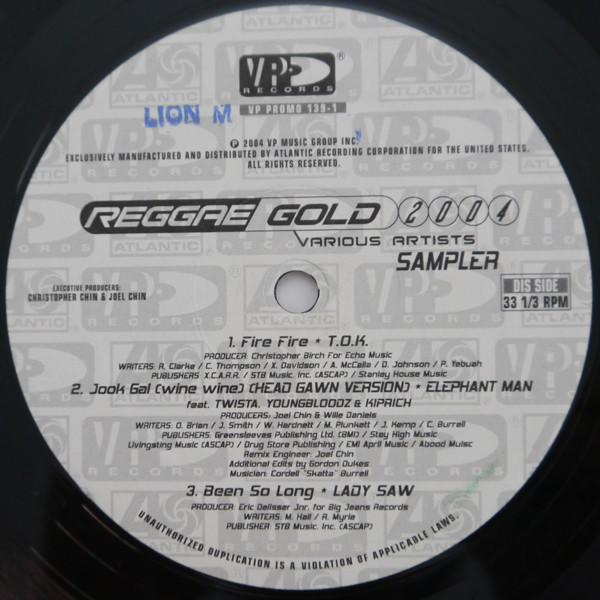 VP
RECORDS
®
VP PROMO 135-1
LION M
℗ 2004 VP MUSIC GROUP INC.
EXCLUSIVELY MANUFACTURED AND DISTRIBUTED BY ATLANTIC RECORDING CORPORATION FOR THE UNITED STATES.
ALL RIGHTS RESERVED.
REGGAE GOLD 2004
VARIOUS ARTISTS
SAMPLER
EXECUTIVE PRODUCERS:
CHRISTOPHER CHIN & JOEL CHIN
DIS SIDE
33 1/3 RPM
1. Fire Fire * T.O.K.
PRODUCER: Christopher Birch For Echo Music
WRITERS: R. Clarke / C. Thompson / X. Davidson / A. McCalla / D. Johnson / P. Yebuah
PUBLISHERS: X.C.A.R.R. / STB Music, Inc. (ASCAP) / Stanley House Music
2. Jook Gal (wine wine) (HEAD GAWN VERSION) * ELEPHANT MAN
feat. TWISTA, YOUNGBLOODZ & KIPRICH
PRODUCERS: Joel Chin & Willie Daniels
WRITERS: O. Brian / J. Smith / W. Hardnett / M. Plunkett / J. Kemp / C. Burrell
PUBLISHERS: Greensleeves Publishing Ltd. (BMI) / Stay High Music
Livingsting Music (ASCAP) / Drug Store Publishing / EMI April Music / Abood Muisc
Remix Engineer: Joel Chin
Additional Edits by Gordon Dukes
Musician: Cordell "Skatta" Burrell
3. Been So Long * LADY SAW
PRODUCER: Eric Delisser Jnr. for Big Jeans Records
WRITERS: M. Hall / R. Myrie
PUBLISHER: STB Music, Inc. (ASCAP)
UNAUTHORIZED DUPLICATION IS A VIOLATION OF APPLICABLE LAWS.